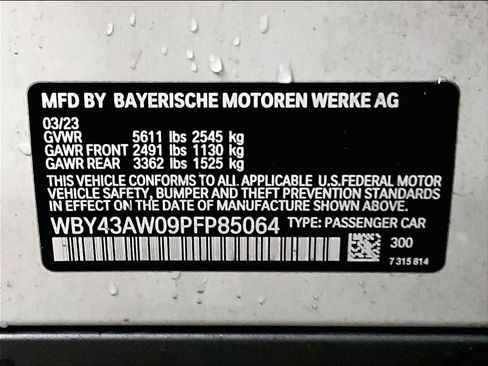 MFD BY BAYERISCHE MOTOREN WERKE AG
03/23
GVWR 5611 lbs 2545 kg
GAWR FRONT 2491 lbs 1130 kg
GAWR REAR 3362 lbs 1525 kg
THIS VEHICLE CONFORMS TO ALL APPLICABLE U.S.FEDERAL MOTOR
VEHICLE SAFETY, BUMPER AND THEFT PREVENTION STANDARDS
IN EFFECT ON THE DATE OF MANUFACTURE SHOWN ABOVE.
WBY43AW09PFP85064 TYPE: PASSENGER CAR
300
7 315 814